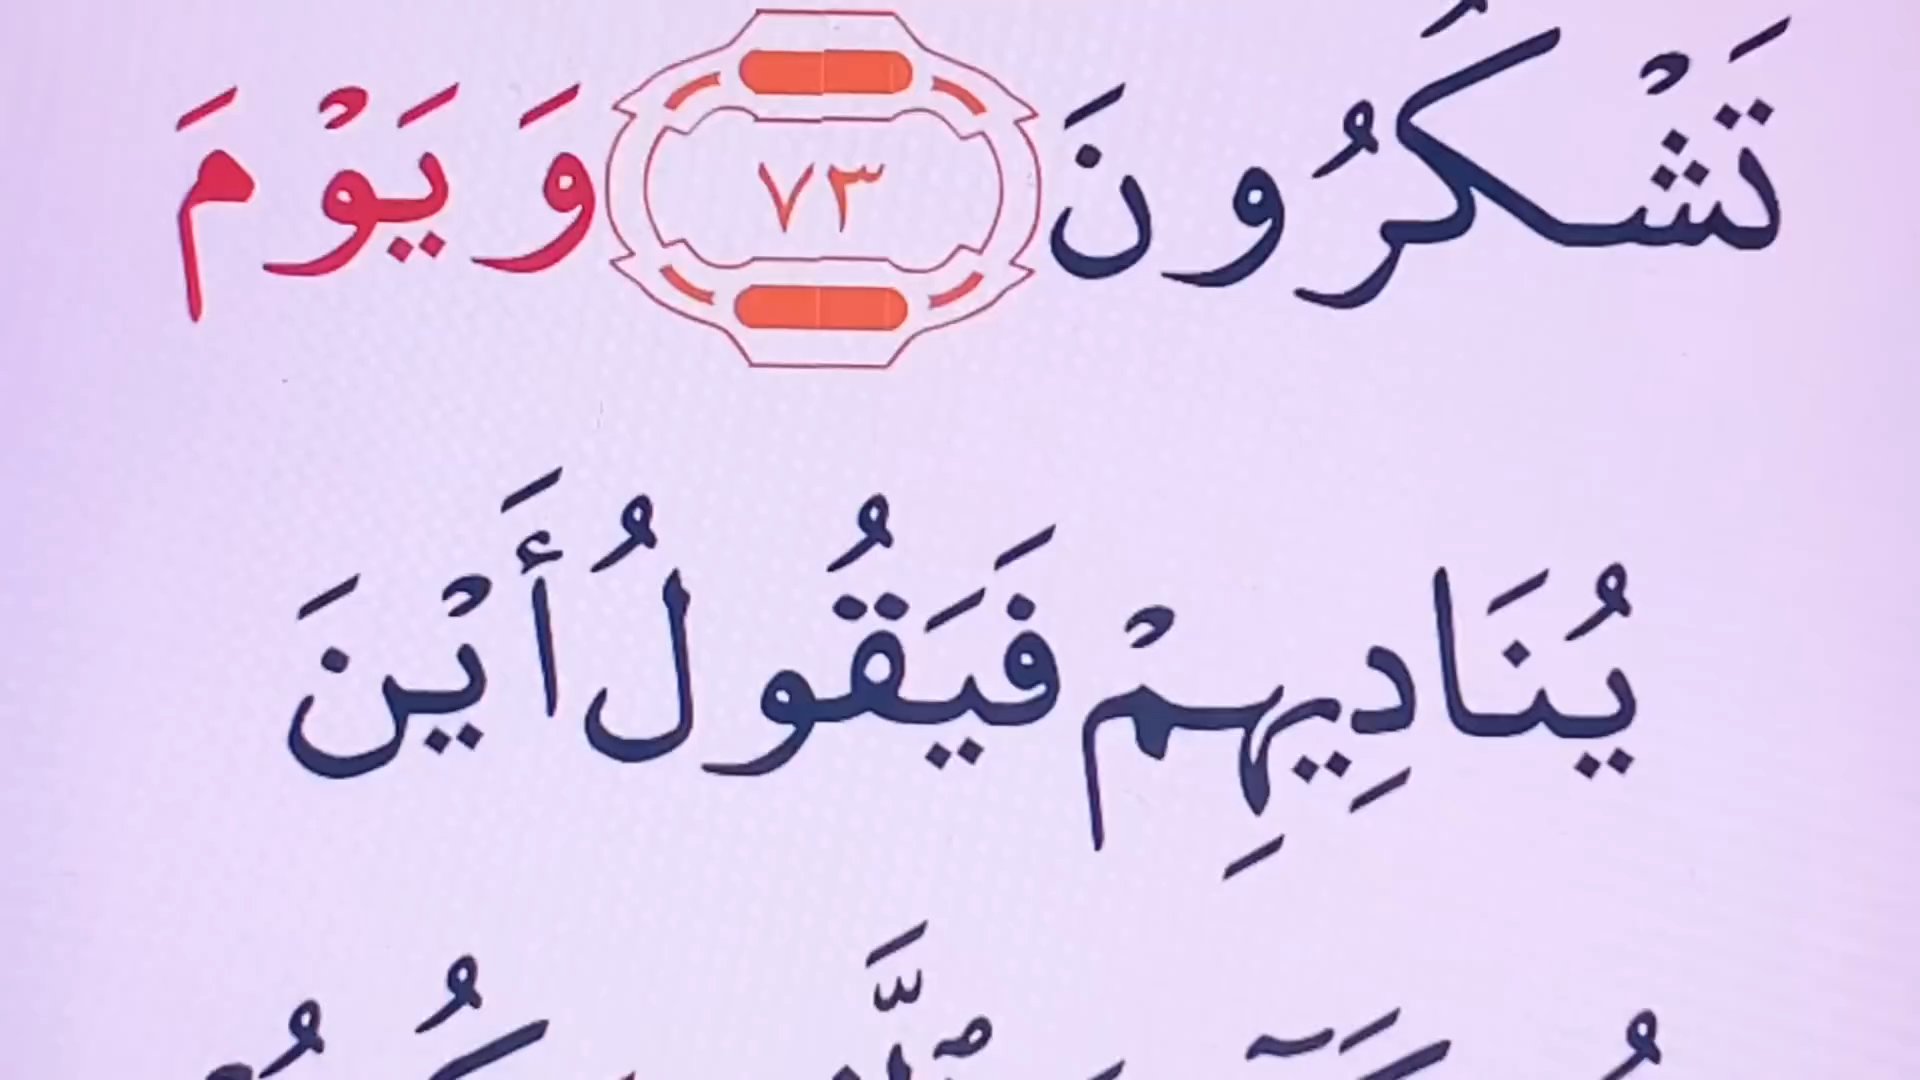 تَشْكُرُونَ ٧٣ وَيَوْمَ
يُنَادِيهِمْ فَيَقُولُ أَيْنَ